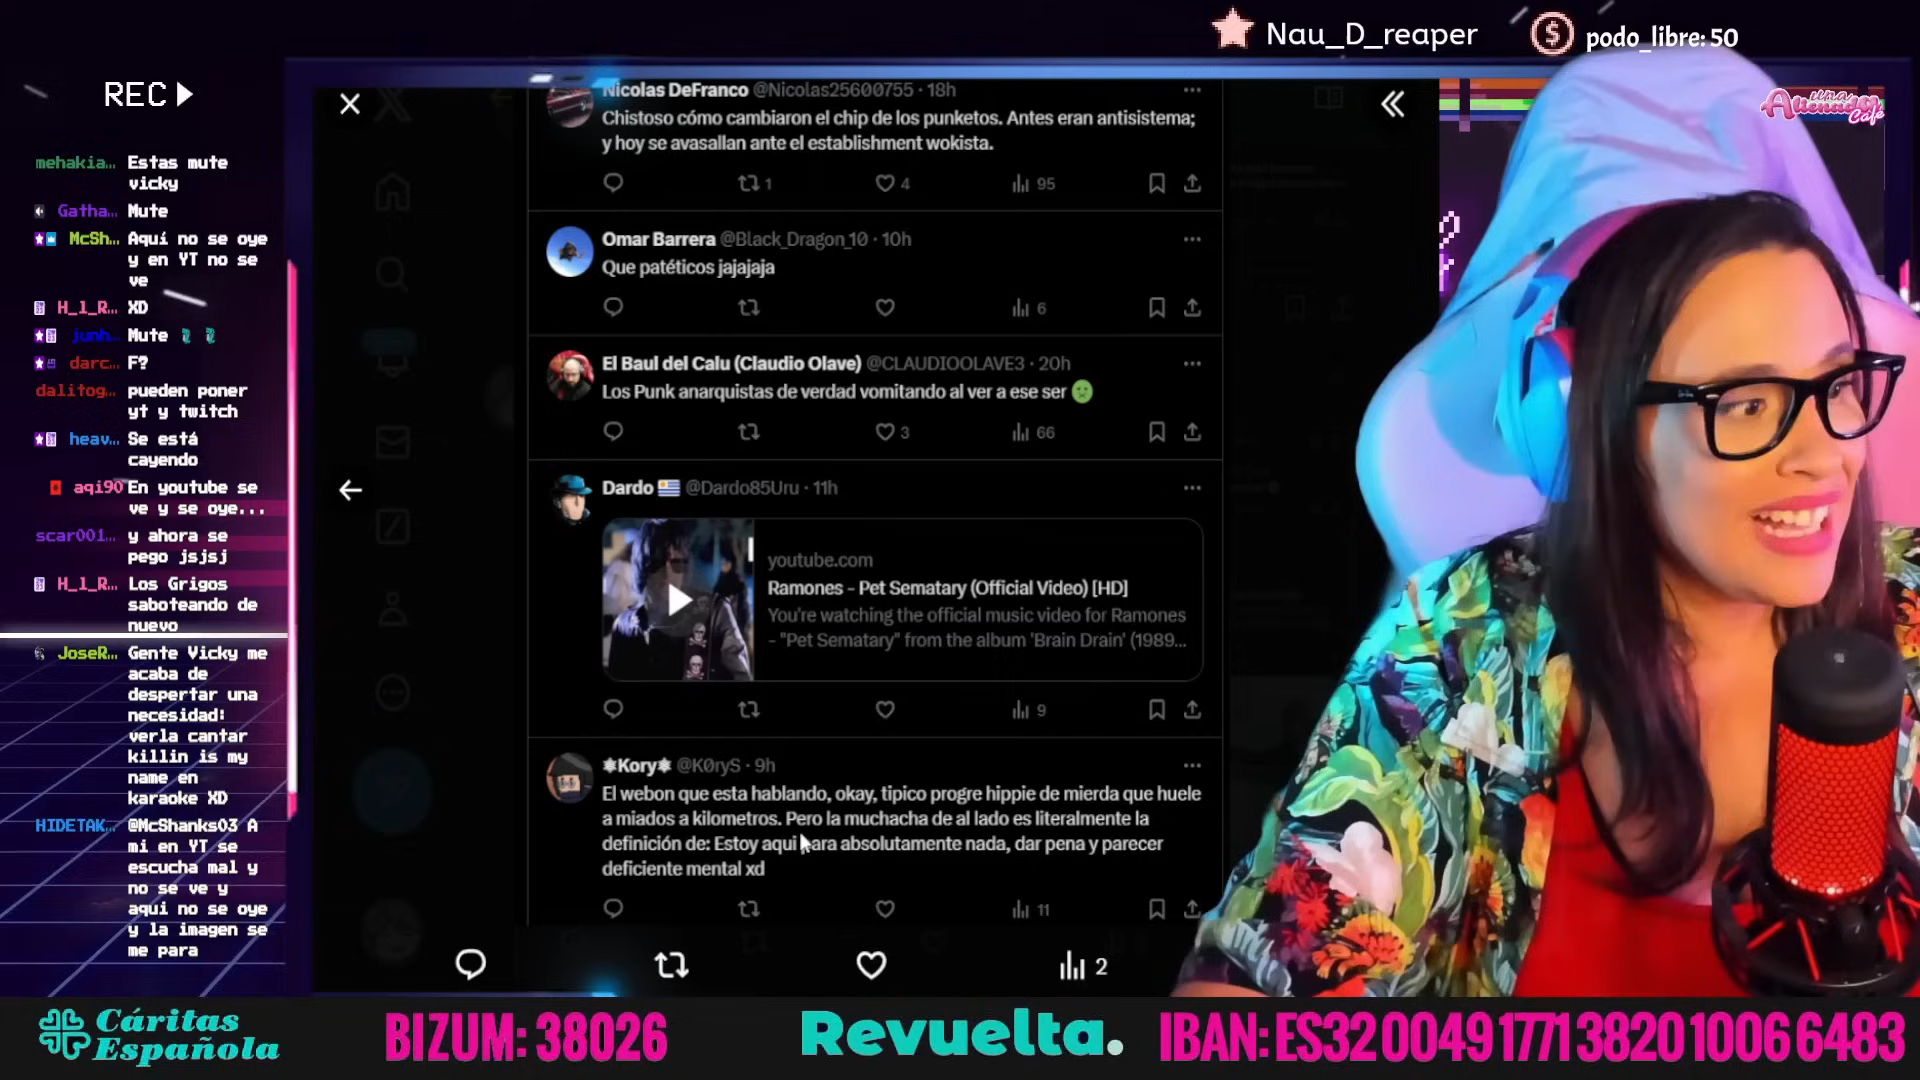 Nau_D_reaper
podo_libre: 50
REC
mehakia... Estas mute
vicky
Gatha... Mute
McSh... Aquí no se oye
y en YT no se
ve
H_l_R... XD
junh... Mute
darc... F?
dalitog... pueden poner
yt y twitch
heav... Se está
cayendo
aqi90 En youtube se
ve y se oye...
scar001... y ahora se
pego jsjsj
H_l_R... Los Grigos
saboteando de
nuevo
JoseR... Gente Vicky me
acaba de
despertar una
necesidad:
verla cantar
killin is my
name en
karaoke XD
HIDETAK... @McShanks03 A
mi en YT se
escucha mal y
no se ve y
aqui no se oye
y la imagen se
me para
Nicolas DeFranco @Nicolas25600755 · 18h
Chistoso cómo cambiaron el chip de los punketos. Antes eran antisistema;
y hoy se avasallan ante el establishment wokista.
1 4 95
Omar Barrera @Black_Dragon_10 · 10h
Que patéticos jajajaja
6
El Baul del Calu (Claudio Olave) @CLAUDIOOLAVE3 · 20h
Los Punk anarquistas de verdad vomitando al ver a ese ser
3 66
Dardo @Dardo85Uru · 11h
youtube.com
Ramones - Pet Sematary (Official Video) [HD]
You're watching the official music video for Ramones
- "Pet Sematary" from the album 'Brain Drain' (1989...
9
Kory @K0ryS · 9h
El webon que esta hablando, okay, tipico progre hippie de mierda que huele
a miados a kilometros. Pero la muchacha de al lado es literalmente la
definición de: Estoy aqui para absolutamente nada, dar pena y parecer
deficiente mental xd
11
2
una
Alienada
Café
Cáritas
Española
BIZUM: 38026
Revuelta.
IBAN: ES32 0049 1771 3820 1006 6483